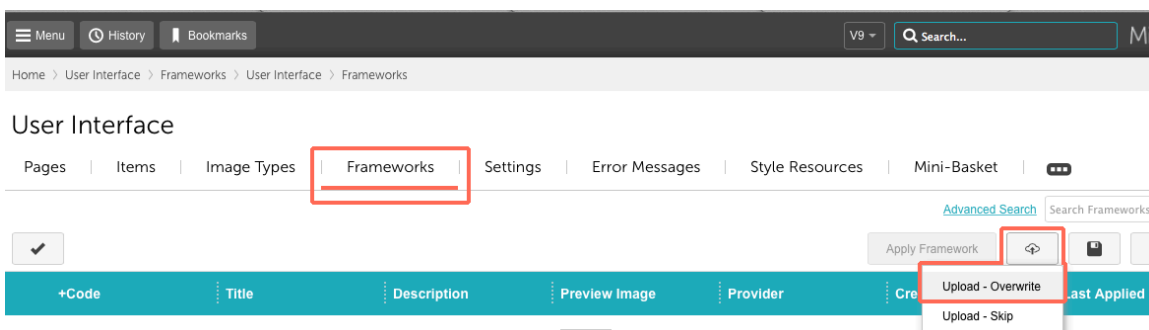 Menu History Bookmarks V9 Search... M
Home > User Interface > Frameworks > User Interface > Frameworks
User Interface
Pages Items Image Types Frameworks Settings Error Messages Style Resources Mini-Basket
Advanced Search Search Frameworks
Apply Framework
+Code Title Description Preview Image Provider Cre Last Applied
Upload - Overwrite
Upload - Skip